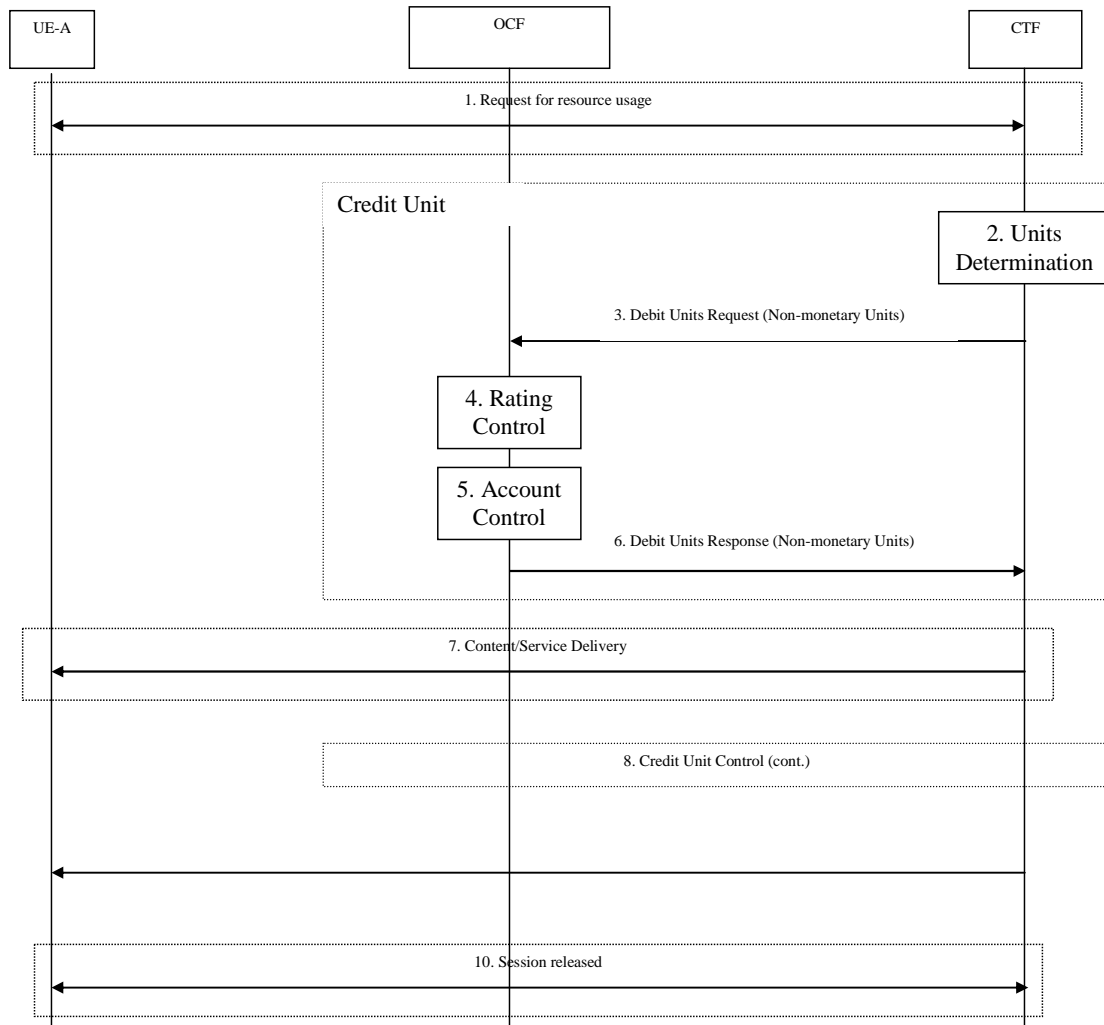 UE-A
OCF
CTF
1. Request for resource usage
Credit Unit
2. Units
Determination
3. Debit Units Request (Non-monetary Units)
4. Rating
Control
5. Account
Control
6. Debit Units Response (Non-monetary Units)
7. Content/Service Delivery
8. Credit Unit Control (cont.)
10. Session released